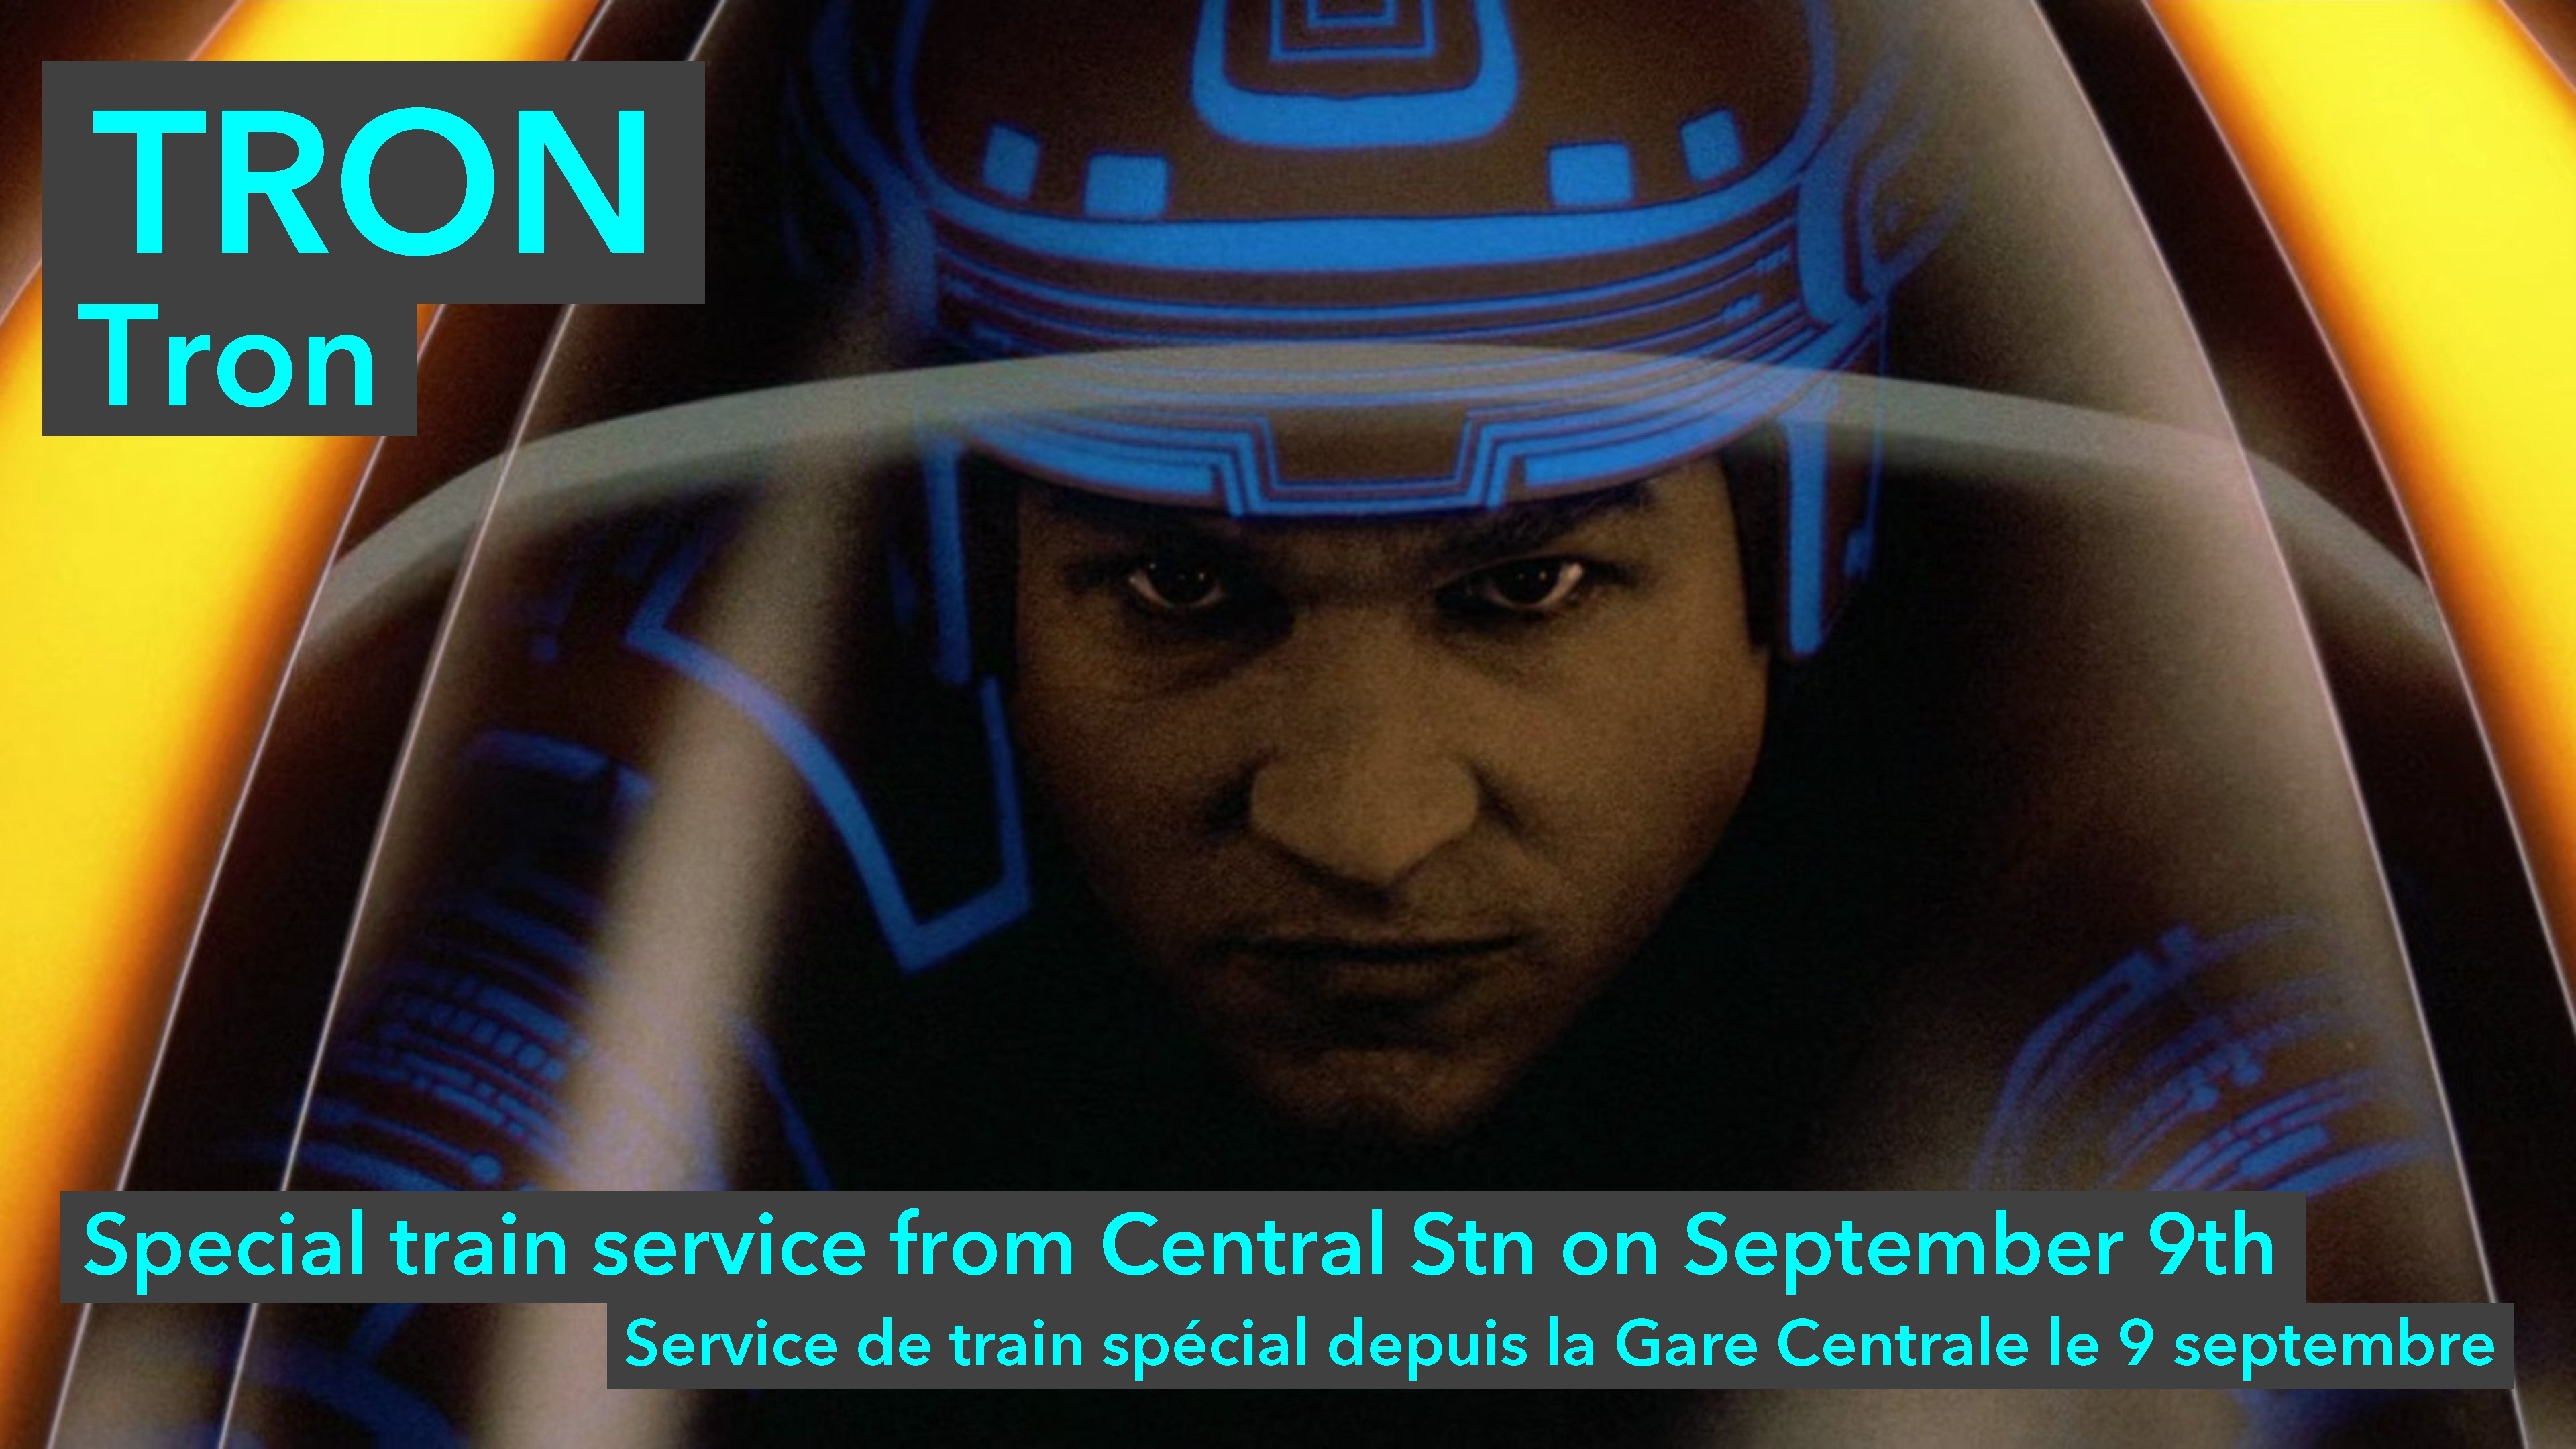 TRON
Tron
Special train service from Central Stn on September 9th
Service de train spécial depuis la Gare Centrale le 9 septembre